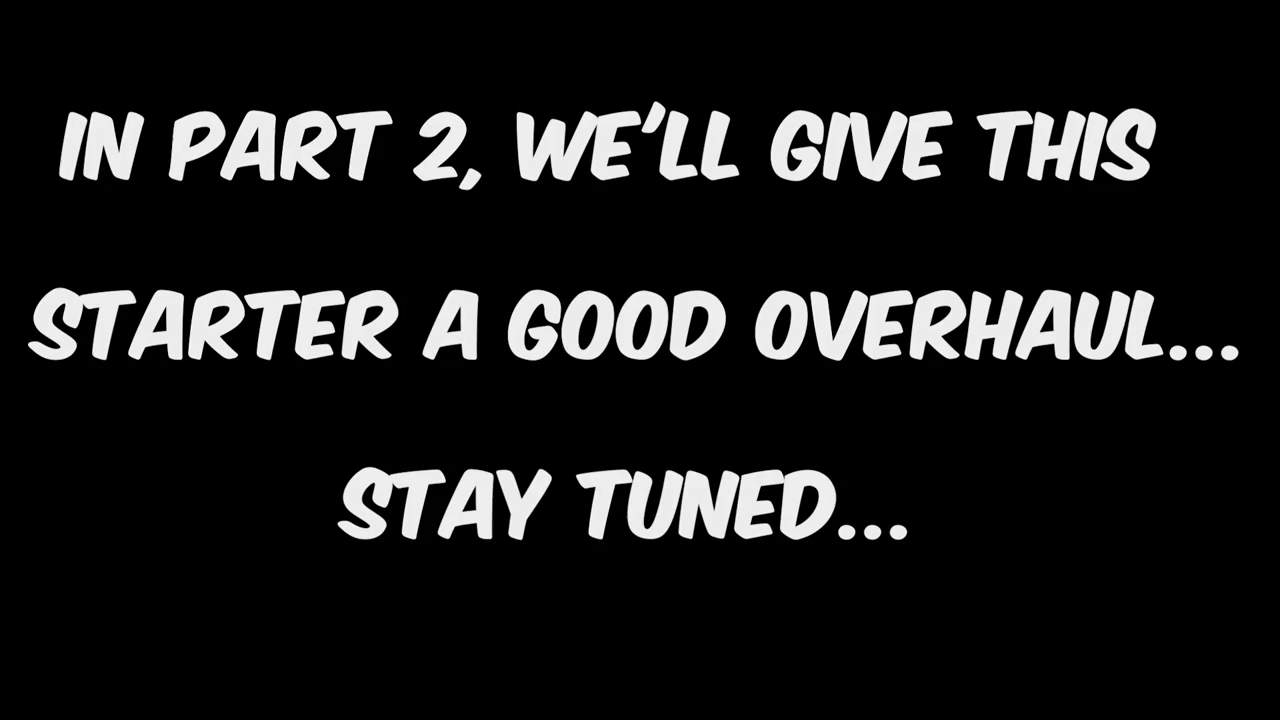 IN PART 2, WE'LL GIVE THIS
STARTER A GOOD OVERHAUL...
STAY TUNED...